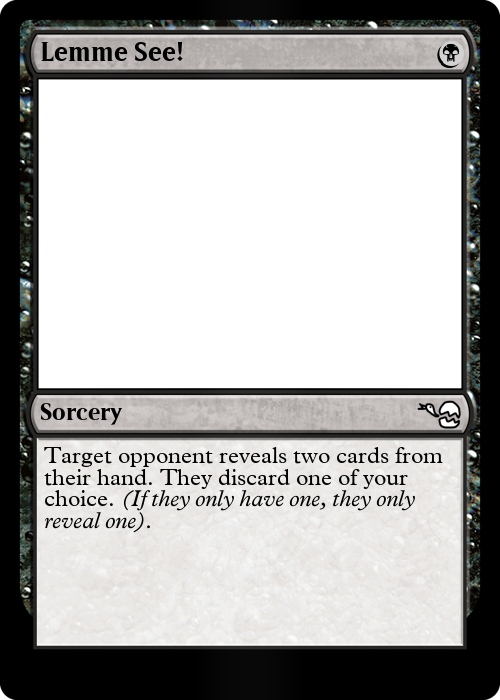 Lemme See!
Sorcery
Target opponent reveals two cards from
their hand. They discard one of your
choice. (If they only have one, they only
reveal one).